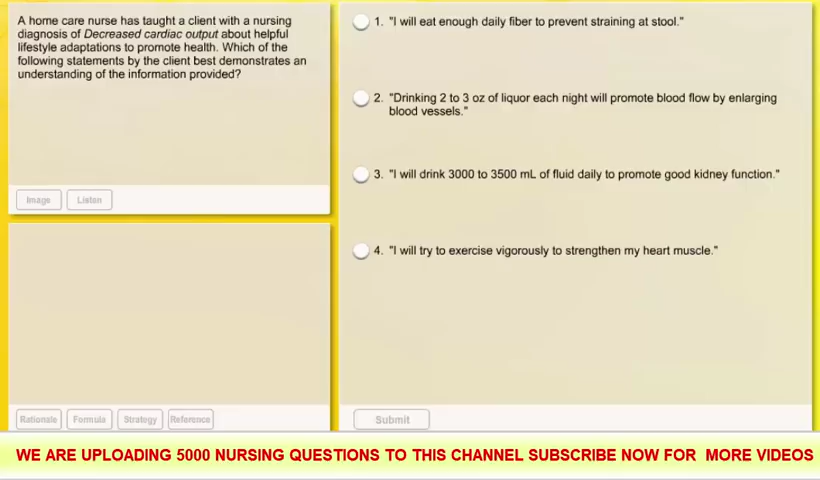 A home care nurse has taught a client with a nursing
diagnosis of Decreased cardiac output about helpful
lifestyle adaptations to promote health. Which of the
following statements by the client best demonstrates an
understanding of the information provided?
Image
Listen
1. "I will eat enough daily fiber to prevent straining at stool."
2. "Drinking 2 to 3 oz of liquor each night will promote blood flow by enlarging
blood vessels."
3. "I will drink 3000 to 3500 mL of fluid daily to promote good kidney function."
4. "I will try to exercise vigorously to strengthen my heart muscle."
Rationale
Formula
Strategy
Reference
Submit
WE ARE UPLOADING 5000 NURSING QUESTIONS TO THIS CHANNEL SUBSCRIBE NOW FOR MORE VIDEOS